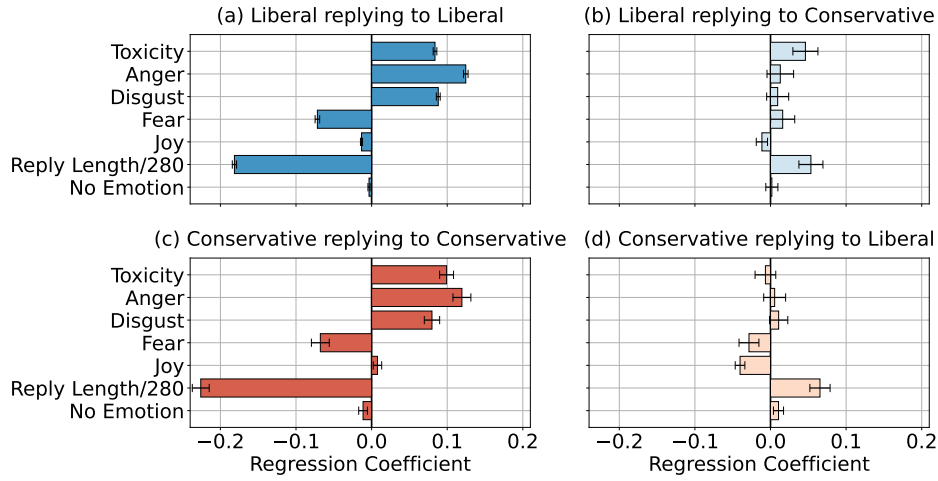 (a) Liberal replying to Liberal
Toxicity
Anger
Disgust
Fear
Joy
Reply Length/280
No Emotion
(b) Liberal replying to Conservative
(c) Conservative replying to Conservative
Toxicity
Anger
Disgust
Fear
Joy
Reply Length/280
No Emotion
−0.2 −0.1 0.0 0.1 0.2
Regression Coefficient
(d) Conservative replying to Liberal
−0.2 −0.1 0.0 0.1 0.2
Regression Coefficient